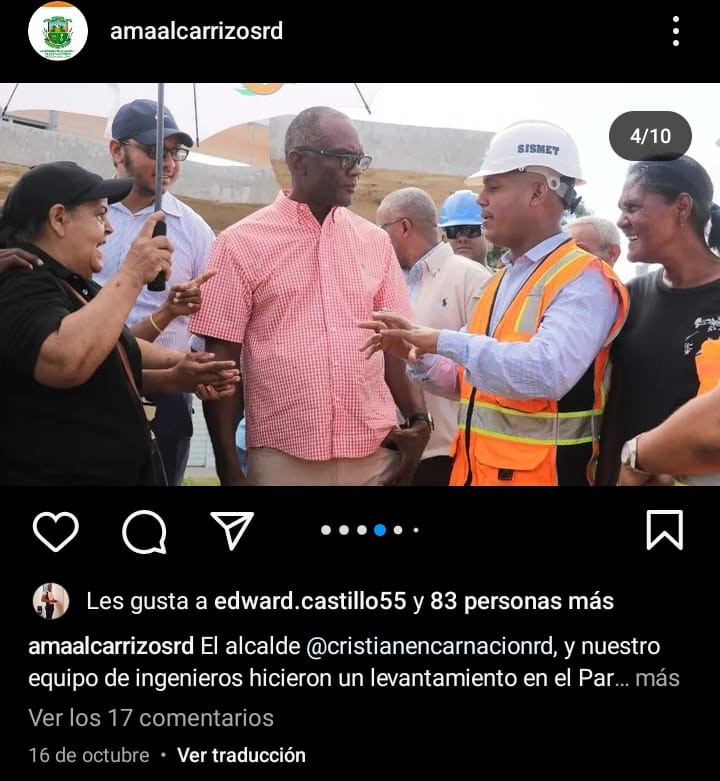 amaalcarrizosrd
4/10
SISMET
Les gusta a edward.castillo55 y 83 personas más
amaalcarrizosrd El alcalde @cristianencarnacionrd, y nuestro
equipo de ingenieros hicieron un levantamiento en el Par... más
Ver los 17 comentarios
16 de octubre • Ver traducción